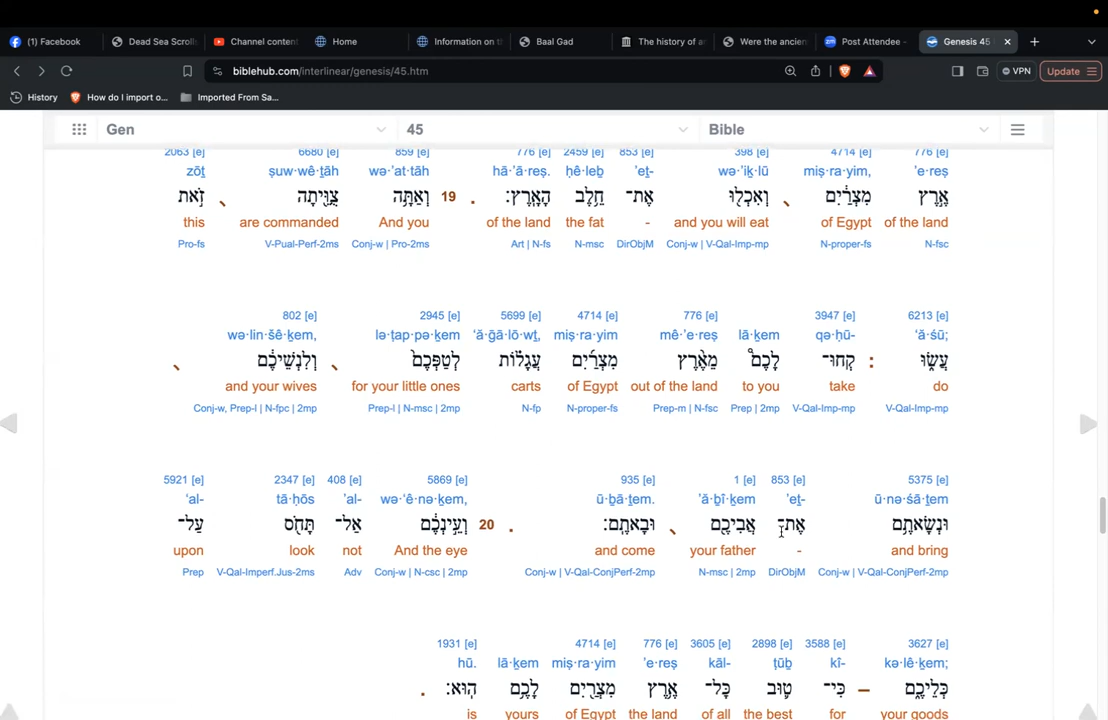 (1) Facebook
Dead Sea Scroll
Channel conten
Home
Information on t
Baal Gad
The history of a
Were the ancien
Post Attendee -
Genesis 45
biblehub.com/interlinear/genesis/45.htm
VPN
Update
History
How do I import o...
Imported From Sa...
Gen
45
Bible
776 [e] 4714 [e] 398 [e] 853 [e] 2459 [e] 776 [e] 859 [e] 6680 [e] 2063 [e]
’e·reṣ miṣ·ra·yim, wə·’iḵ·lū ’eṯ- ḥê·leḇ hā·’ā·reṣ. wə·’at·tāh ṣuw·wê·ṯāh zōṯ
אֶ֣רֶץ מִצְרַ֔יִם ، וְאִכְל֖וּ אֶת־ חֵ֥לֶב הָאָֽרֶץ׃ . 19 וְאַתָּ֥ה צֻוֵּ֖יתָה זֹ֣את
of the land of Egypt and you will eat - the fat of the land And you are commanded this
N-fsc N-proper-fs Conj-w | V-Qal-Imp-mp DirObjM N-msc Art | N-fs Conj-w | Pro-2ms V-Pual-Perf-2ms Pro-fs
6213 [e] 3947 [e] 776 [e] 4714 [e] 5699 [e] 2945 [e] 802 [e]
‘ă·śū; qə·ḥū- lā·ḵem mê·’e·reṣ miṣ·ra·yim ‘ă·ḡā·lō·wṯ, lə·ṭap·pə·ḵem wə·lin·šê·ḵem,
עֲשׂ֑וּ : קְחוּ־ לָכֶם֩ מֵאֶ֨רֶץ מִצְרַ֜יִם עֲגָל֗וֹת לְטַפְּכֶם֙ ، וְלִנְשֵׁיכֶ֔ם ،
do take to you out of the land of Egypt carts for your little ones and your wives
V-Qal-Imp-mp V-Qal-Imp-mp Prep | 2mp Prep-m | N-fsc N-proper-fs N-fp Prep-l | N-msc | 2mp Conj-w, Prep-l | N-fpc | 2mp
5375 [e] 853 [e] 1 [e] 935 [e] 5869 [e] 408 [e] 2347 [e] 5921 [e]
ū·nə·śā·ṯem ’eṯ- ’ă·ḇî·ḵem ū·ḇā·ṯem. wə·‘ê·nə·ḵem, ’al- tā·ḥōs ‘al-
וּנְשָׂאתֶ֥ם אֶת־ אֲבִיכֶ֖ם ، וּבָאתֶֽם׃ . 20 וְעֵ֣ינְכֶ֔ם אַל־ תָּחֹ֖ס עַל־
and bring - your father and come And the eye not look upon
Conj-w | V-Qal-ConjPerf-2mp DirObjM N-msc | 2mp Conj-w | V-Qal-ConjPerf-2mp Conj-w | N-csc | 2mp Adv V-Qal-Imperf.Jus-2ms Prep
3627 [e] 3588 [e] 2898 [e] 3605 [e] 776 [e] 4714 [e] 1931 [e]
kə·lê·ḵem; kî- ṭūḇ kāl- ’e·reṣ miṣ·ra·yim lā·ḵem hū.
כְּלֵיכֶ֑ם – כִּי־ ט֛וּב כָּל־ אֶ֥רֶץ מִצְרַ֖יִם לָכֶ֥ם הֽוּא׃ .
your goods for the best of all the land of Egypt yours is